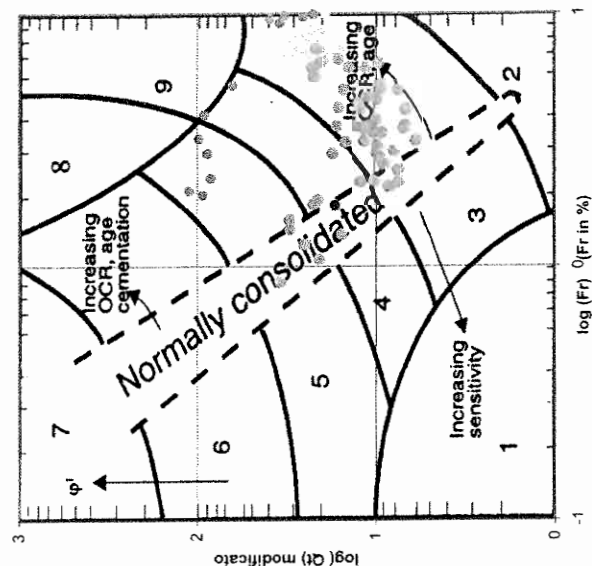 3
2
1
0
log( Qt) modificato
-1
0
1
log (Fr) (Fr in %)
φ'
7
8
9
Increasing
OCR, age
cementation
Normally consolidated
Increasing
OCR, age
6
5
4
3
2
1
Increasing
sensitivity